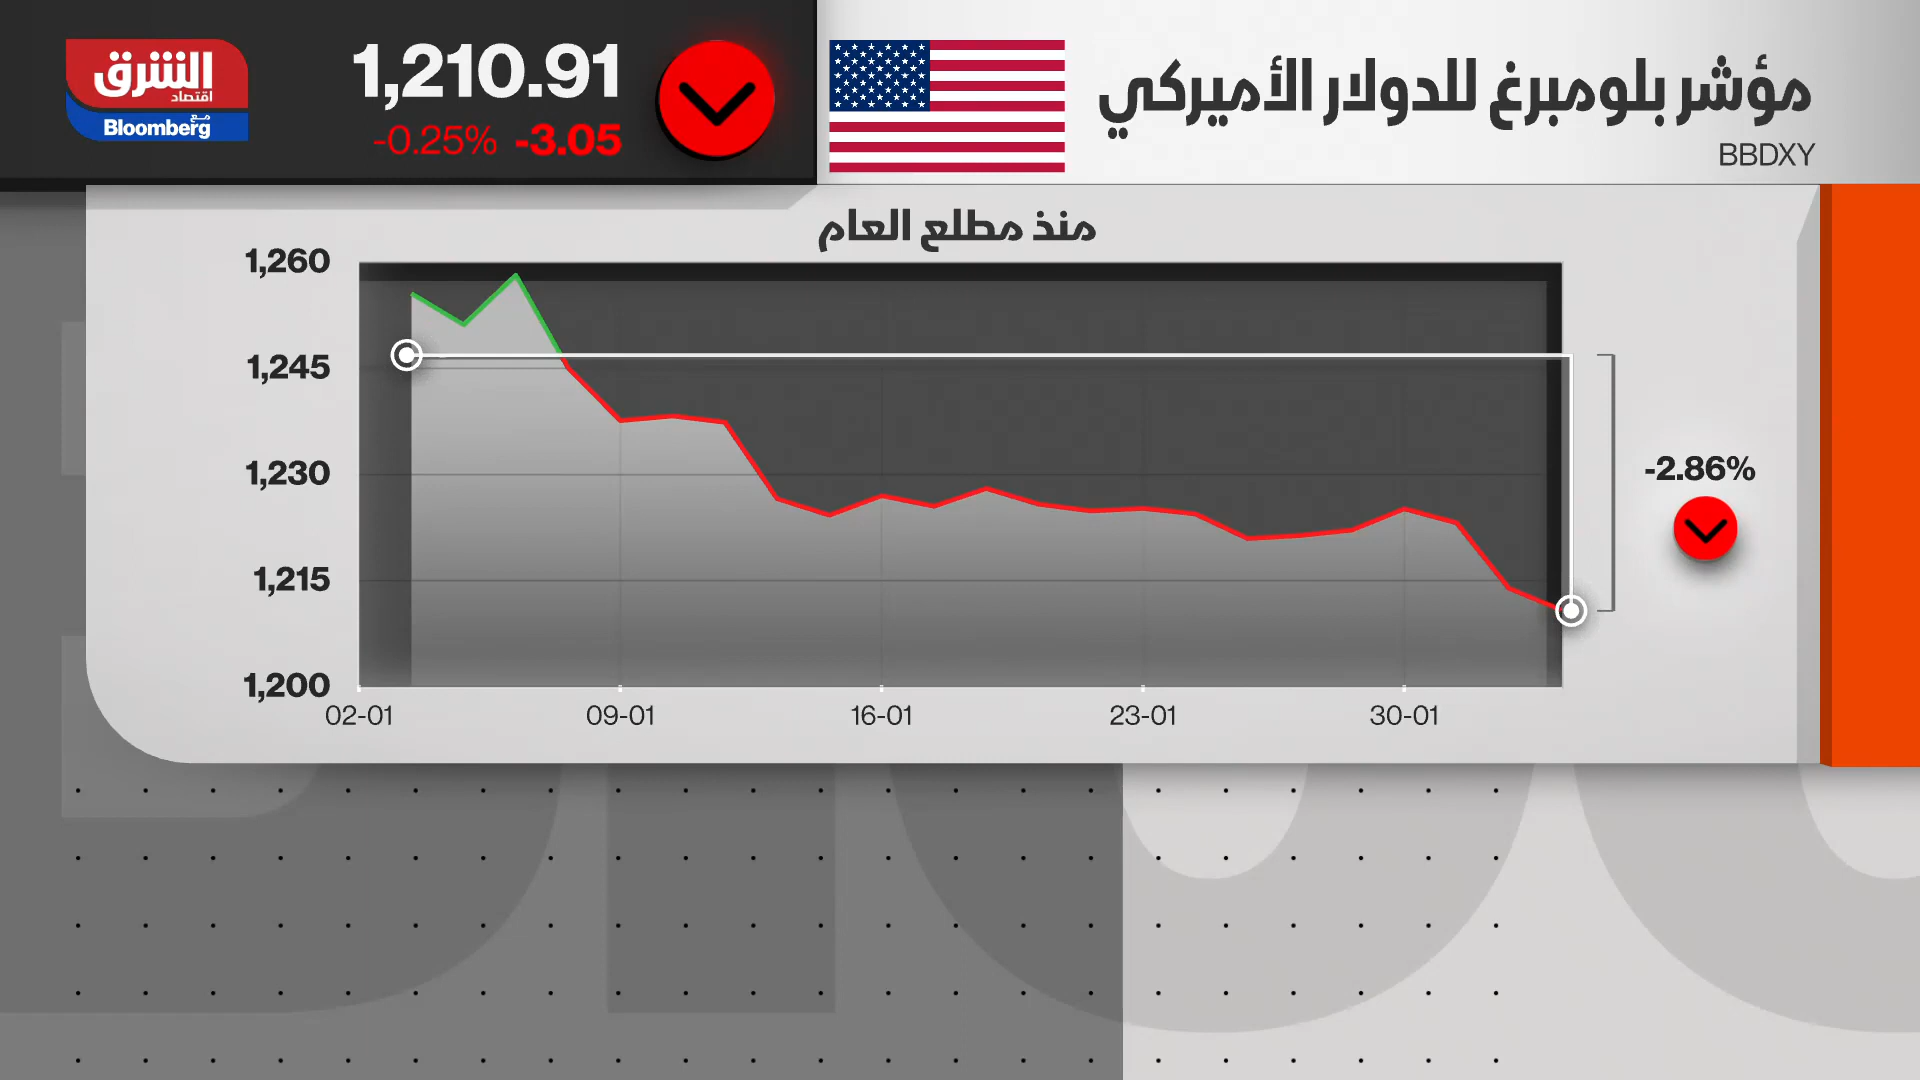 الشرق
اقتصاد
مع
Bloomberg
1,210.91
-0.25% -3.05
مؤشر بلومبرغ للدولار الأميركي
BBDXY
منذ مطلع العام
1,260
1,245
1,230
1,215
1,200
02-01 09-01 16-01 23-01 30-01
-2.86%